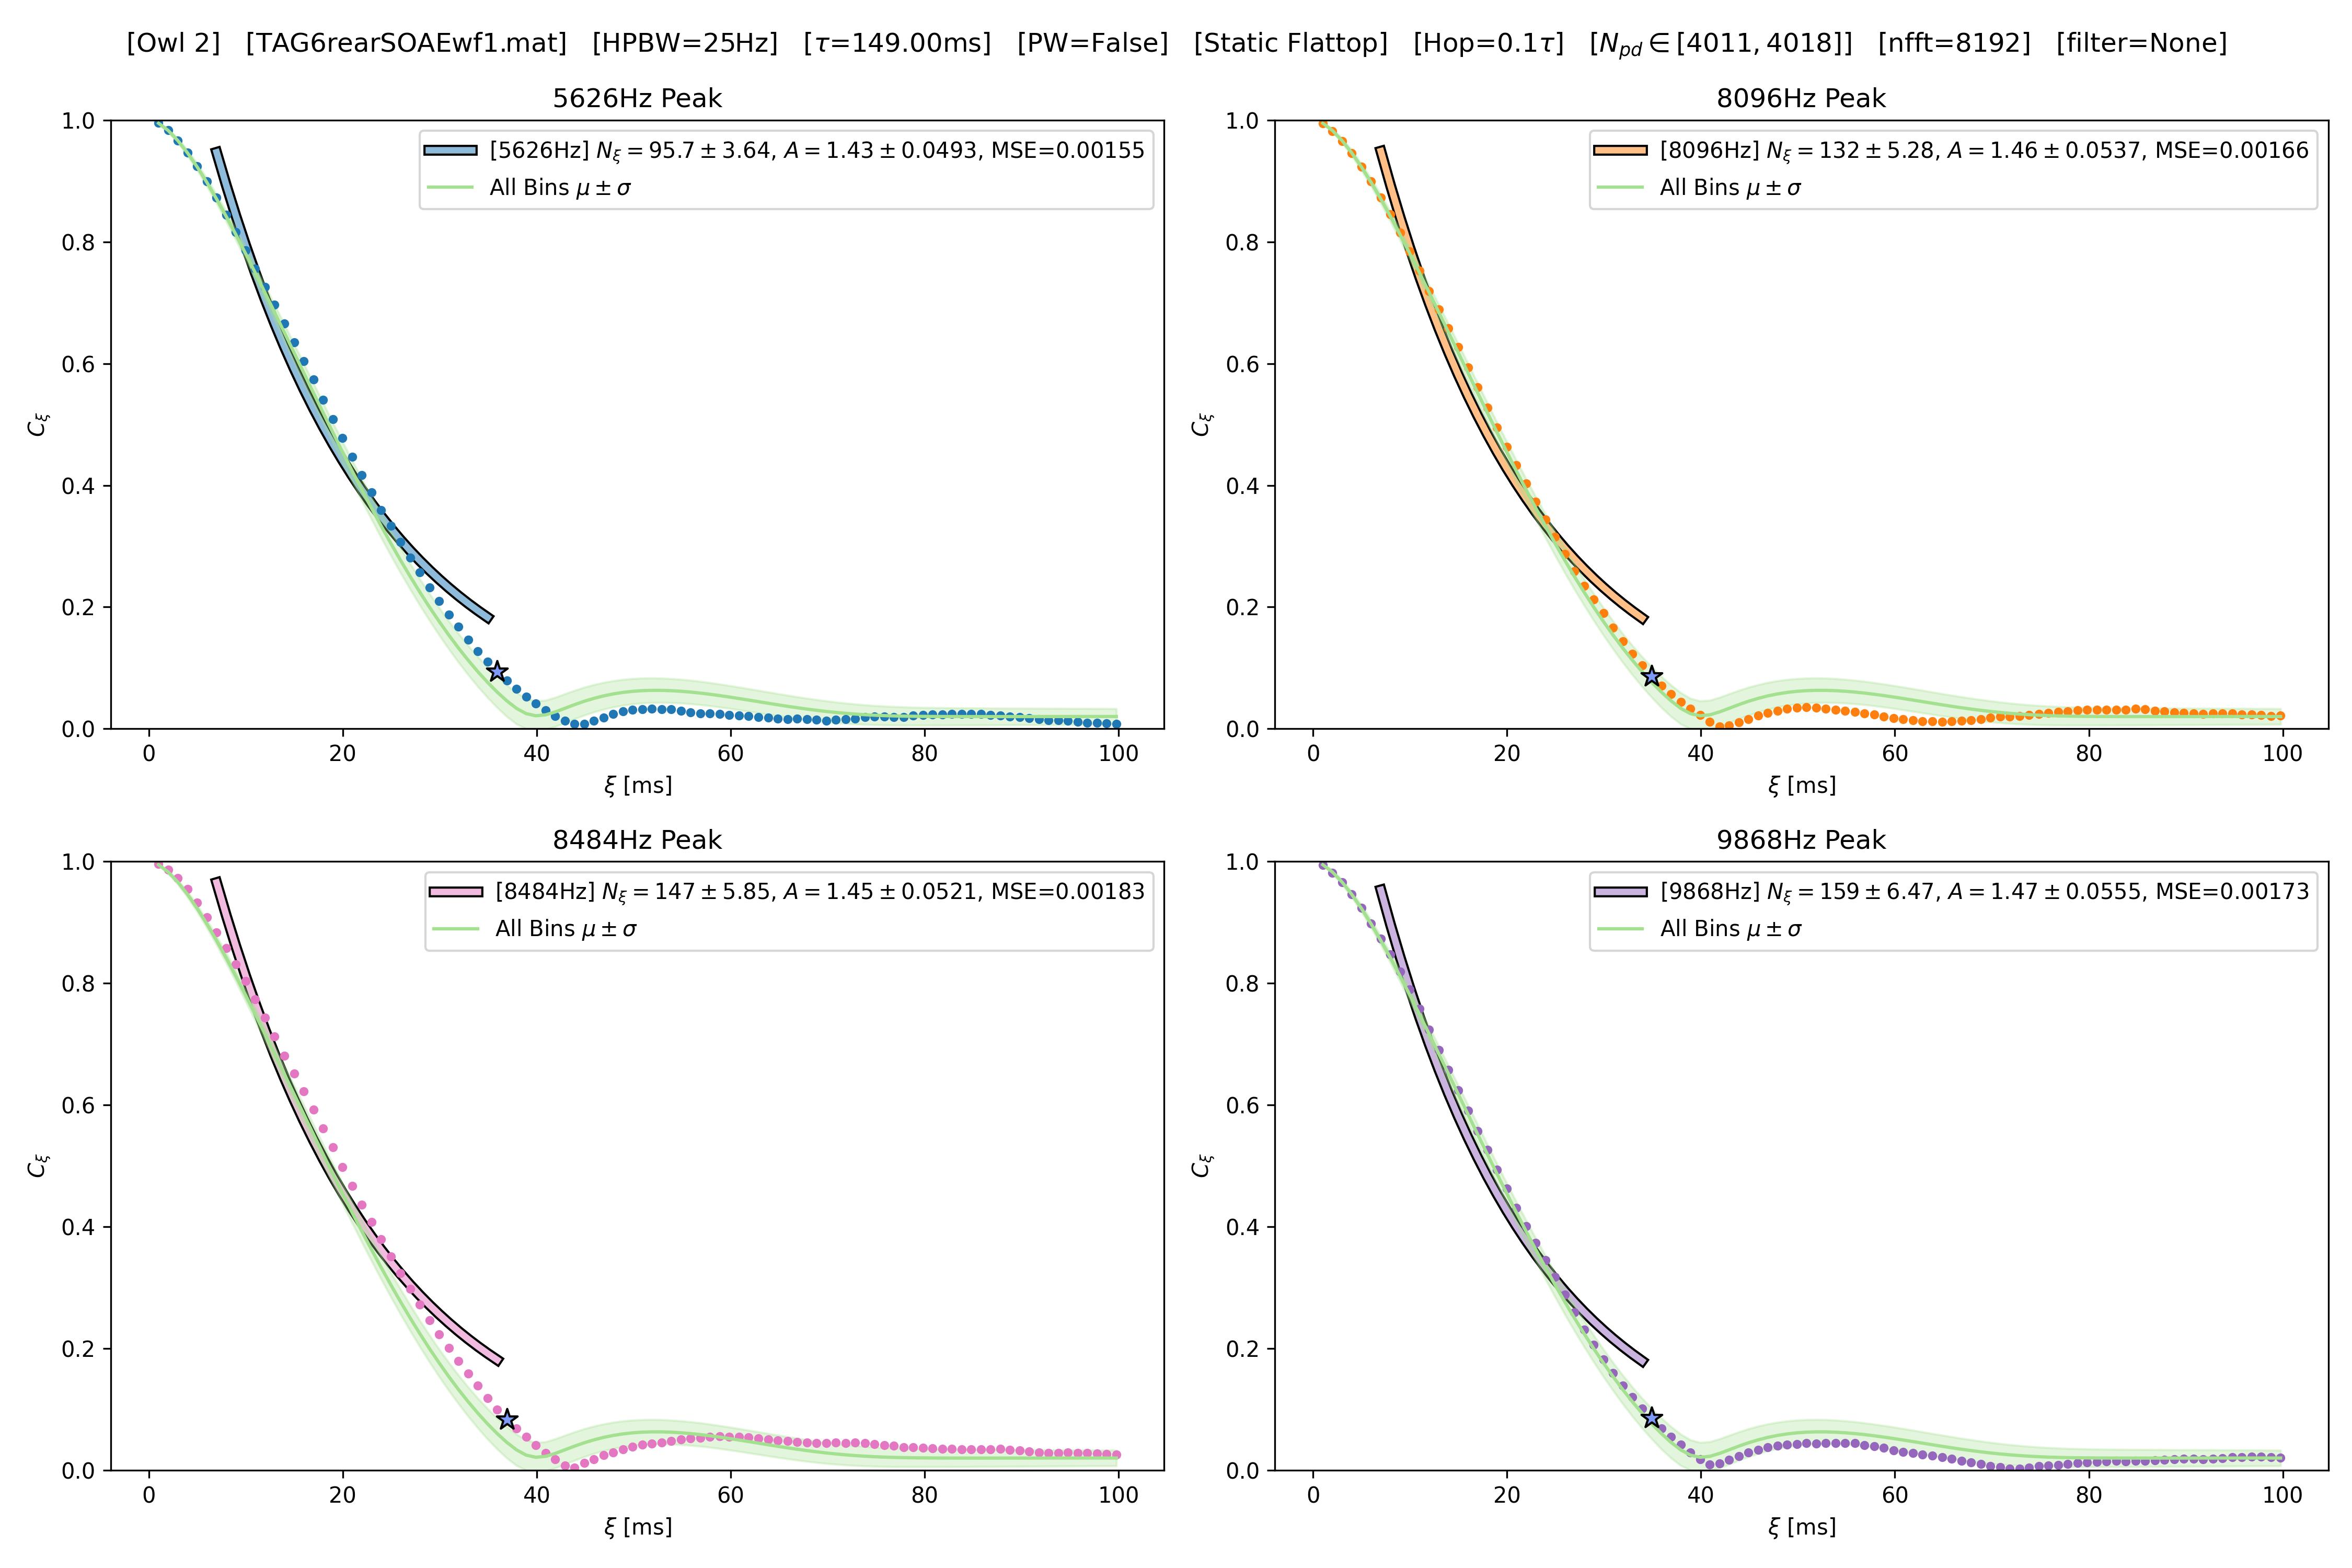 [Owl 2] [TAG6rearSOAEwf1.mat] [HPBW=25Hz] [τ=149.00ms] [PW=False] [Static Flattop] [Hop=0.1τ] [N_pd ∈ [4011, 4018]] [nfft=8192] [filter=None]
5626Hz Peak
[5626Hz] N_ξ = 95.7 ± 3.64, A = 1.43 ± 0.0493, MSE=0.00155
All Bins μ ± σ
1.0
0.8
0.6
0.4
0.2
0.0
C_ξ
0 20 40 60 80 100
ξ [ms]
8096Hz Peak
[8096Hz] N_ξ = 132 ± 5.28, A = 1.46 ± 0.0537, MSE=0.00166
All Bins μ ± σ
1.0
0.8
0.6
0.4
0.2
0.0
C_ξ
0 20 40 60 80 100
ξ [ms]
8484Hz Peak
[8484Hz] N_ξ = 147 ± 5.85, A = 1.45 ± 0.0521, MSE=0.00183
All Bins μ ± σ
1.0
0.8
0.6
0.4
0.2
0.0
C_ξ
0 20 40 60 80 100
ξ [ms]
9868Hz Peak
[9868Hz] N_ξ = 159 ± 6.47, A = 1.47 ± 0.0555, MSE=0.00173
All Bins μ ± σ
1.0
0.8
0.6
0.4
0.2
0.0
C_ξ
0 20 40 60 80 100
ξ [ms]